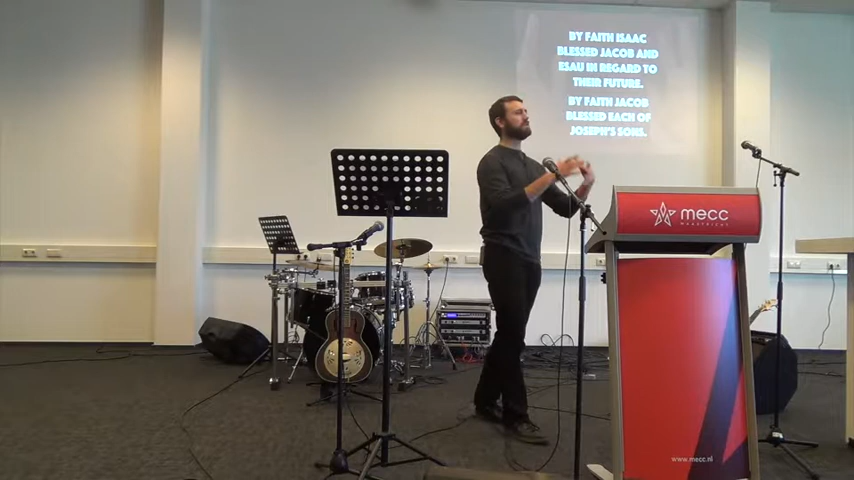 BY FAITH ISAAC
BLESSED JACOB AND
ESAU IN REGARD TO
THEIR FUTURE.
BY FAITH JACOB
BLESSED EACH OF
JOSEPH'S SONS.
mecc
MAASTRICHT
www.mecc.nl